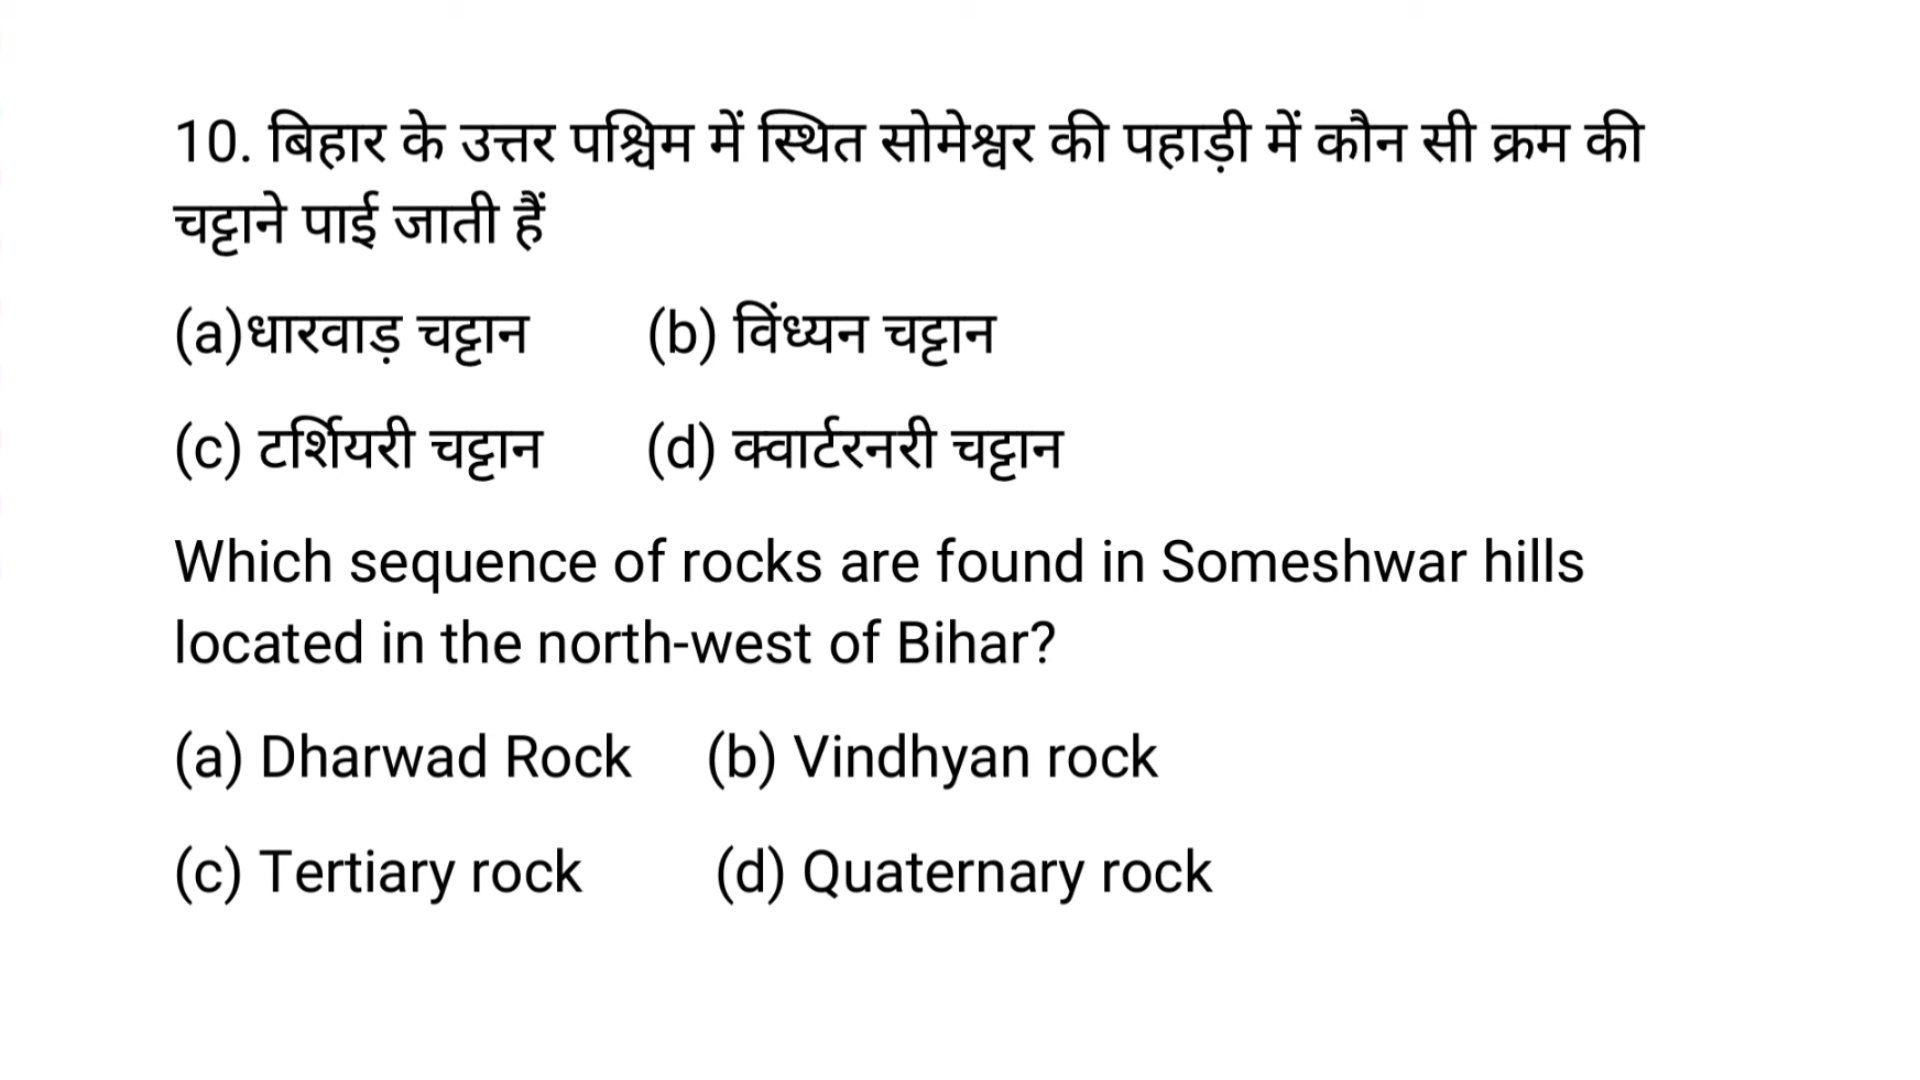 10. बिहार के उत्तर पश्चिम में स्थित सोमेश्वर की पहाड़ी में कौन सी क्रम की
चट्टाने पाई जाती हैं
(a)धारवाड़ चट्टान (b) विंध्यन चट्टान
(c) टर्शियरी चट्टान (d) क्वार्टरनरी चट्टान
Which sequence of rocks are found in Someshwar hills
located in the north-west of Bihar?
(a) Dharwad Rock (b) Vindhyan rock
(c) Tertiary rock (d) Quaternary rock